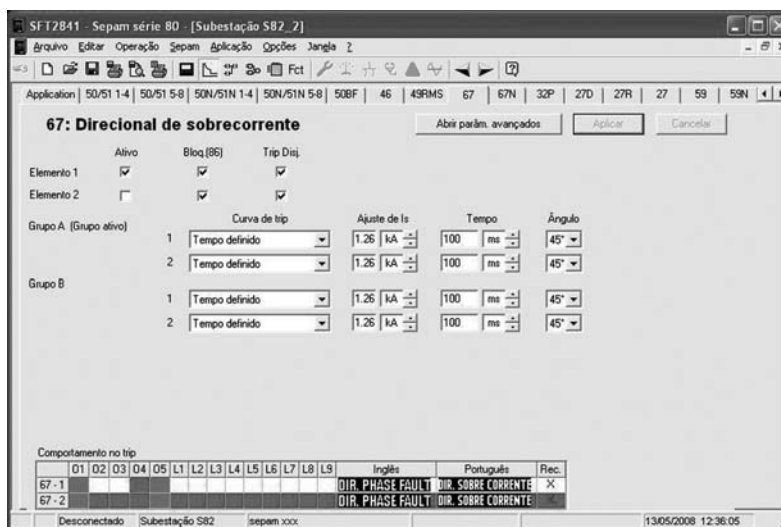 SFT2841 - Sepam série 80 - [Subestação S82_2]
Arquivo Editar Operação Sepam Aplicação Opções Janela ?
Fct
Application 50/51 1-4 50/51 5-8 50N/51N 1-4 50N/51N 5-8 50BF 46 49RMS 67 67N 32P 27D 27R 27 59 59N
67: Direcional de sobrecorrente
Abrir parâm. avançados Aplicar Cancelar
Ativo Bloq.(86) Trip Disj.
Elemento 1
Elemento 2
Curva de trip Ajuste de Is Tempo Ângulo
Grupo A (Grupo ativo)
1 Tempo definido 1.26 kA 100 ms 45°
2 Tempo definido 1.26 kA 100 ms 45°
Grupo B
1 Tempo definido 1.26 kA 100 ms 45°
2 Tempo definido 1.26 kA 100 ms 45°
Comportamento no trip
O1 O2 O3 O4 O5 L1 L2 L3 L4 L5 L6 L7 L8 L9 Inglês Português Rec.
67 - 1 DIR. PHASE FAULT DIR. SOBRE CORRENTE X
67 - 2 DIR. PHASE FAULT DIR. SOBRE CORRENTE
Desconectado Subestação S82 sepam xxx 13/05/2008 12:36:05